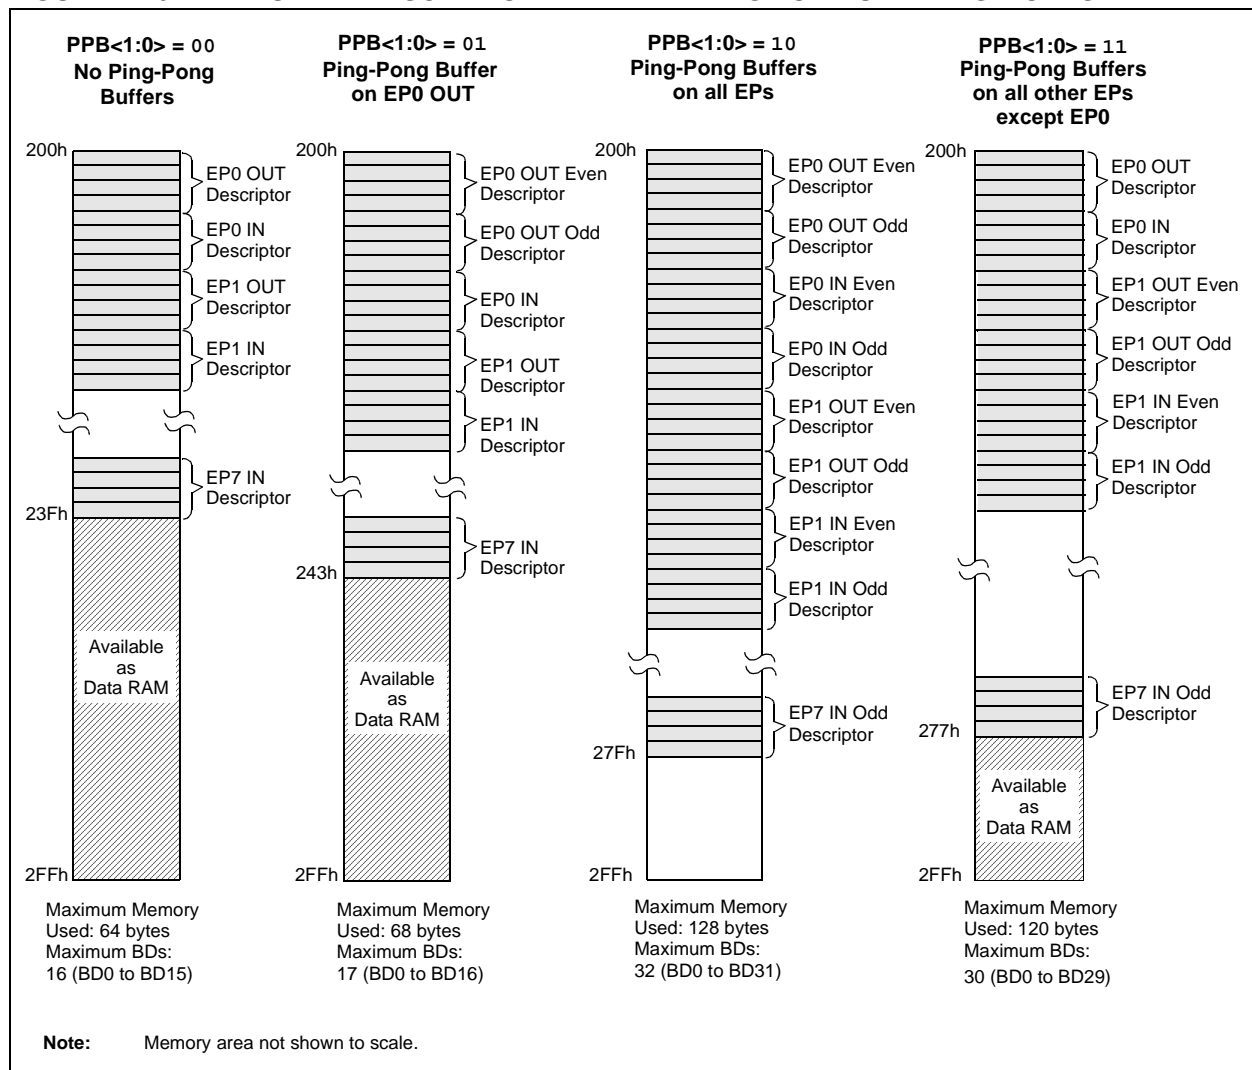 PPB<1:0> = 00
No Ping-Pong
Buffers
200h
EP0 OUT
Descriptor
EP0 IN
Descriptor
EP1 OUT
Descriptor
EP1 IN
Descriptor
EP7 IN
Descriptor
23Fh
Available
as
Data RAM
2FFh
Maximum Memory
Used: 64 bytes
Maximum BDs:
16 (BD0 to BD15)
PPB<1:0> = 01
Ping-Pong Buffer
on EP0 OUT
200h
EP0 OUT Even
Descriptor
EP0 OUT Odd
Descriptor
EP0 IN
Descriptor
EP1 OUT
Descriptor
EP1 IN
Descriptor
EP7 IN
Descriptor
243h
Available
as
Data RAM
2FFh
Maximum Memory
Used: 68 bytes
Maximum BDs:
17 (BD0 to BD16)
PPB<1:0> = 10
Ping-Pong Buffers
on all EPs
200h
EP0 OUT Even
Descriptor
EP0 OUT Odd
Descriptor
EP0 IN Even
Descriptor
EP0 IN Odd
Descriptor
EP1 OUT Even
Descriptor
EP1 OUT Odd
Descriptor
EP1 IN Even
Descriptor
EP1 IN Odd
Descriptor
EP7 IN Odd
Descriptor
27Fh
2FFh
Maximum Memory
Used: 128 bytes
Maximum BDs:
32 (BD0 to BD31)
PPB<1:0> = 11
Ping-Pong Buffers
on all other EPs
except EP0
200h
EP0 OUT
Descriptor
EP0 IN
Descriptor
EP1 OUT Even
Descriptor
EP1 OUT Odd
Descriptor
EP1 IN Even
Descriptor
EP1 IN Odd
Descriptor
EP7 IN Odd
Descriptor
277h
Available
as
Data RAM
2FFh
Maximum Memory
Used: 120 bytes
Maximum BDs:
30 (BD0 to BD29)
Note: Memory area not shown to scale.